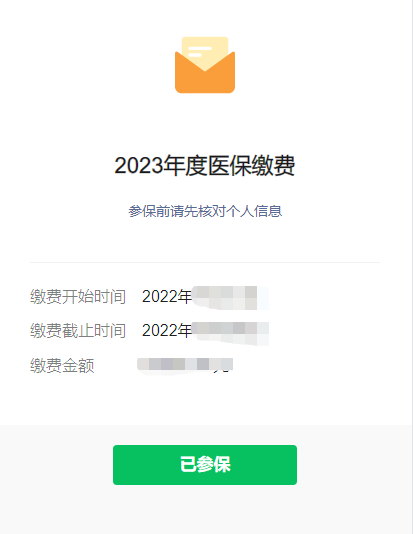 2023年度医保缴费
参保前请先核对个人信息
缴费开始时间 2022年
缴费截止时间 2022年
缴费金额 元
已参保